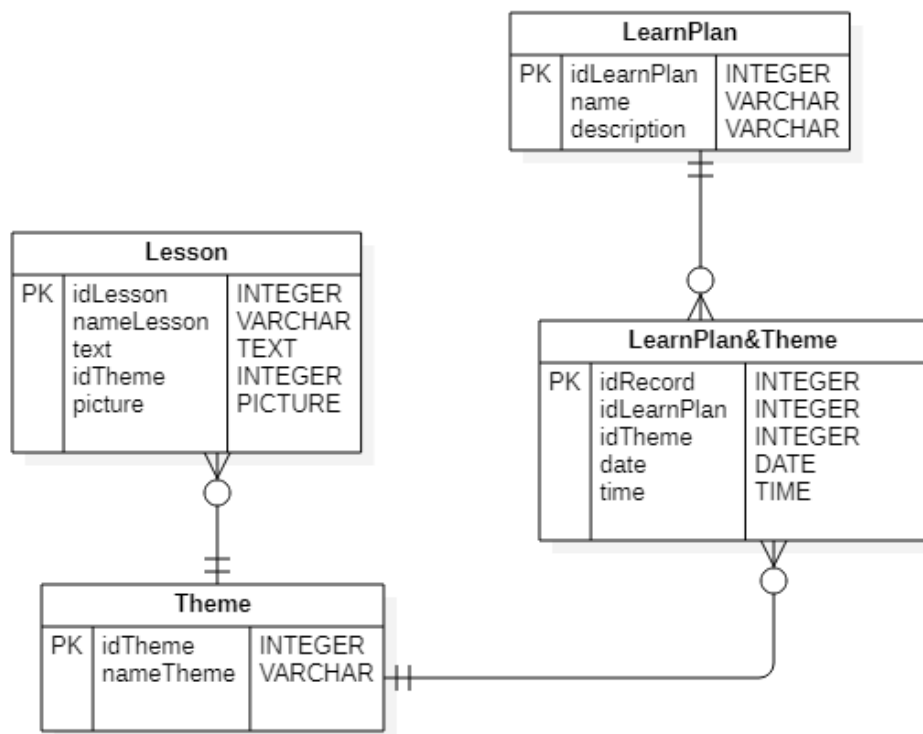 LearnPlan
PK idLearnPlan INTEGER
name VARCHAR
description VARCHAR
Lesson
PK idLesson INTEGER
nameLesson VARCHAR
text TEXT
idTheme INTEGER
picture PICTURE
LearnPlan&Theme
PK idRecord INTEGER
idLearnPlan INTEGER
idTheme INTEGER
date DATE
time TIME
Theme
PK idTheme INTEGER
nameTheme VARCHAR